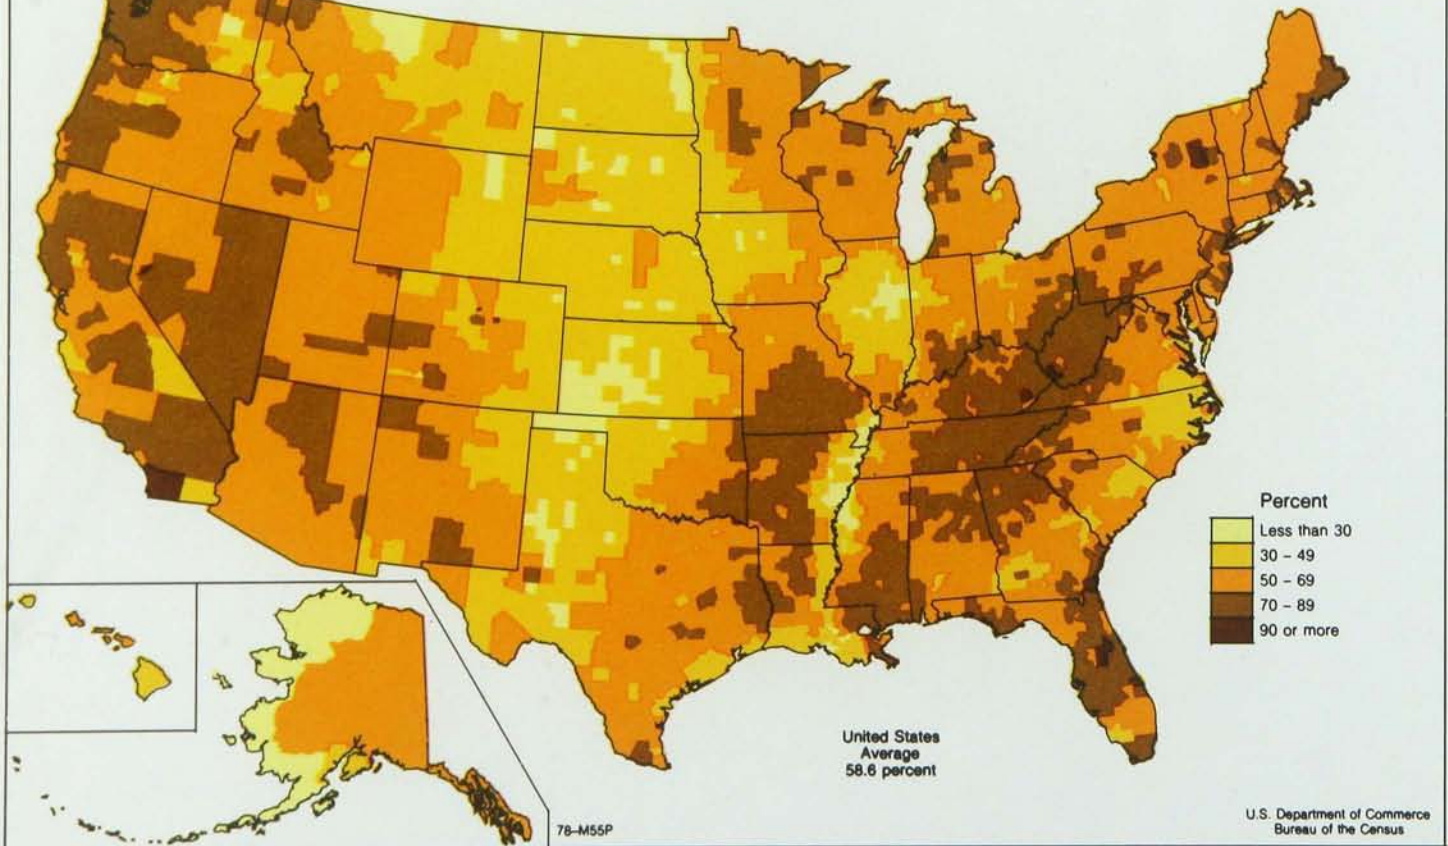 Percent
Less than 30
30 – 49
50 – 69
70 – 89
90 or more
United States
Average
58.6 percent
78–M55P
U.S. Department of Commerce
Bureau of the Census